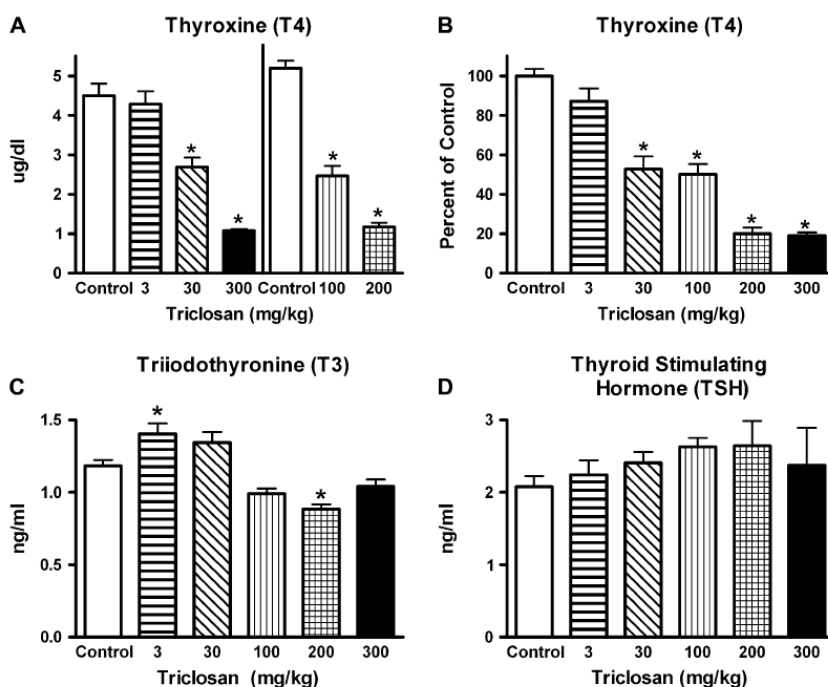 A
Thyroxine (T4)
ug/dl
5
4
3
2
1
0
*
*
*
*
Control 3 30 300 Control 100 200
Triclosan (mg/kg)
B
Thyroxine (T4)
Percent of Control
100
80
60
40
20
0
*
*
*
*
Control 3 30 100 200 300
Triclosan (mg/kg)
C
Triiodothyronine (T3)
ng/ml
1.5
1.0
0.5
0.0
*
*
Control 3 30 100 200 300
Triclosan (mg/kg)
D
Thyroid Stimulating
Hormone (TSH)
ng/ml
3
2
1
0
Control 3 30 100 200 300
Triclosan (mg/kg)